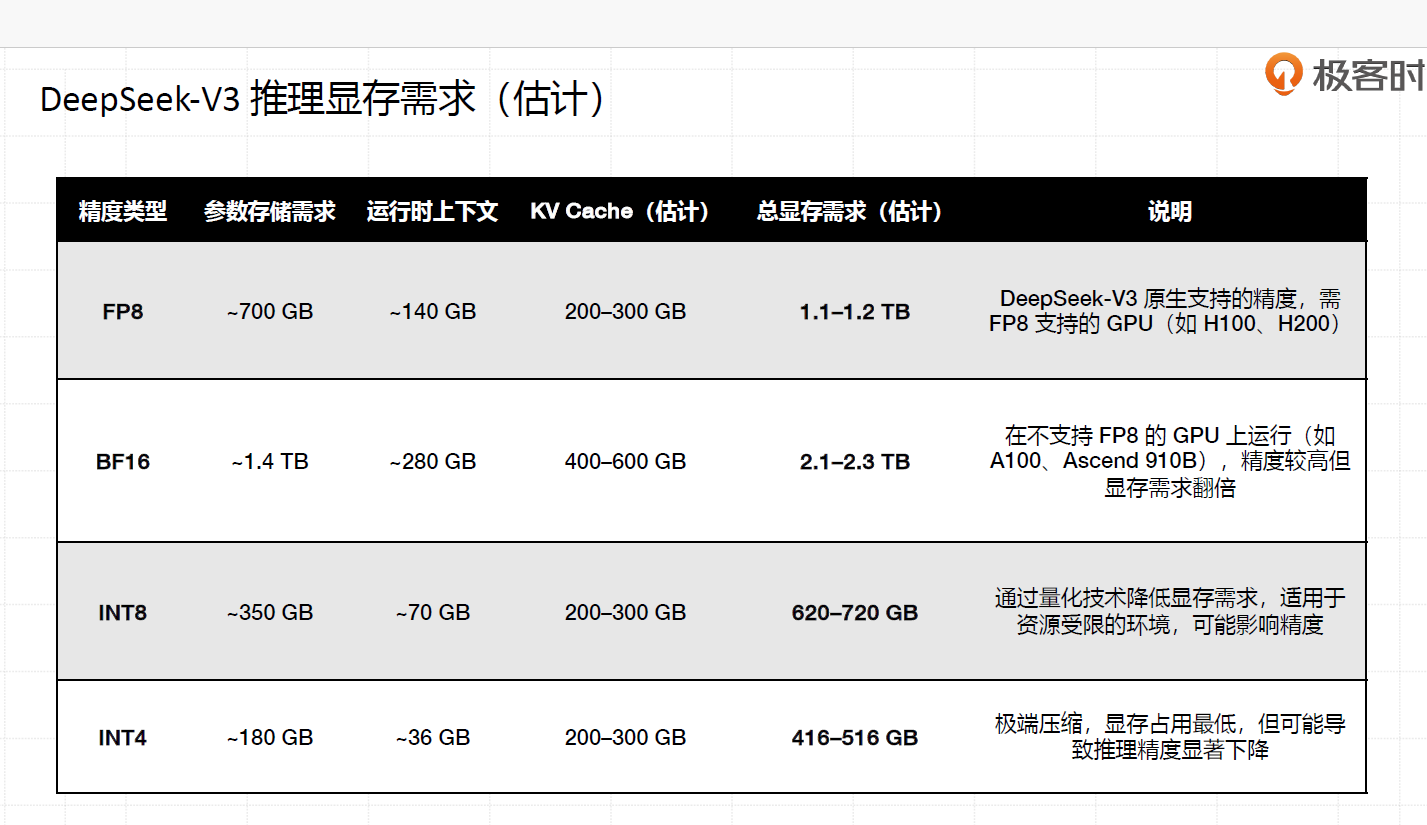 极客时
DeepSeek-V3 推理显存需求（估计）
精度类型 参数存储需求 运行时上下文 KV Cache（估计） 总显存需求（估计） 说明
FP8 ~700 GB ~140 GB 200–300 GB 1.1–1.2 TB DeepSeek-V3 原生支持的精度，需
FP8 支持的 GPU（如 H100、H200）
BF16 ~1.4 TB ~280 GB 400–600 GB 2.1–2.3 TB 在不支持 FP8 的 GPU 上运行（如
A100、Ascend 910B），精度较高但
显存需求翻倍
INT8 ~350 GB ~70 GB 200–300 GB 620–720 GB 通过量化技术降低显存需求，适用于
资源受限的环境，可能影响精度
INT4 ~180 GB ~36 GB 200–300 GB 416–516 GB 极端压缩，显存占用最低，但可能导
致推理精度显著下降